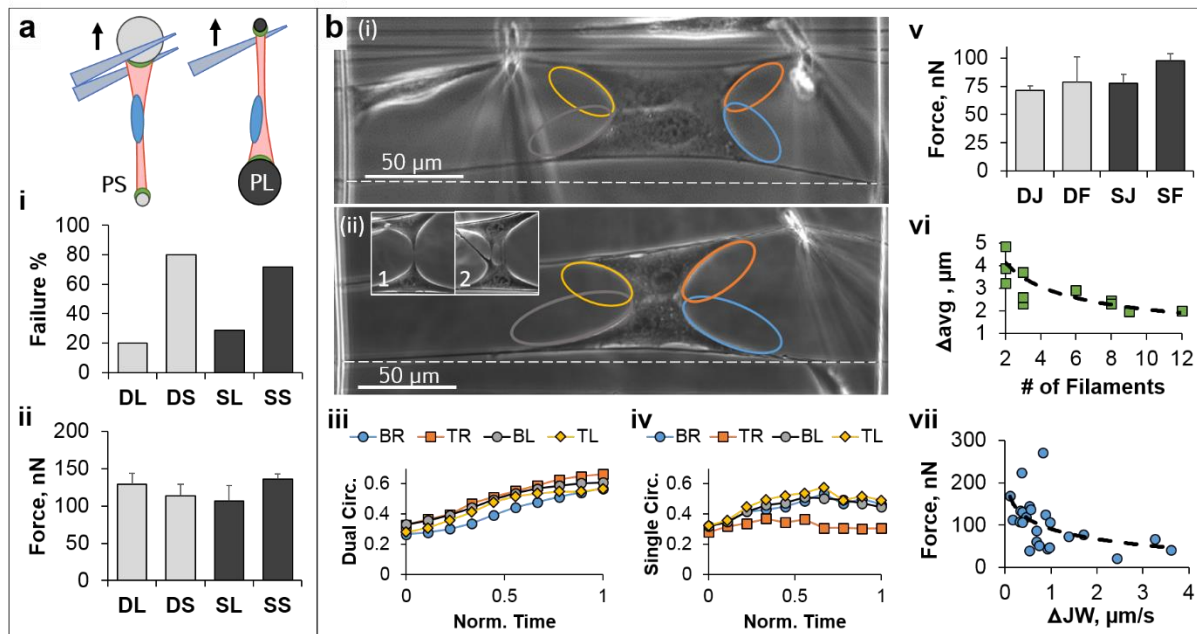 a
PS
PL
i
Failure %
100
80
60
40
20
0
DL DS SL SS
ii
Force, nN
200
150
100
50
0
DL DS SL SS
b
(i)
50 µm
(ii)
1
2
50 µm
iii
BR TR BL TL
Dual Circ.
0.6
0.4
0.2
0
0 0.5 1
Norm. Time
iv
BR TR BL TL
Single Circ.
0.6
0.4
0.2
0
0 0.5 1
Norm. Time
v
Force, nN
100
75
50
25
0
DJ DF SJ SF
vi
Δavg , µm
5
4
3
2
1
2 4 6 8 10 12
# of Filaments
vii
Force, nN
300
200
100
0
0 1 2 3 4
ΔJW, µm/s